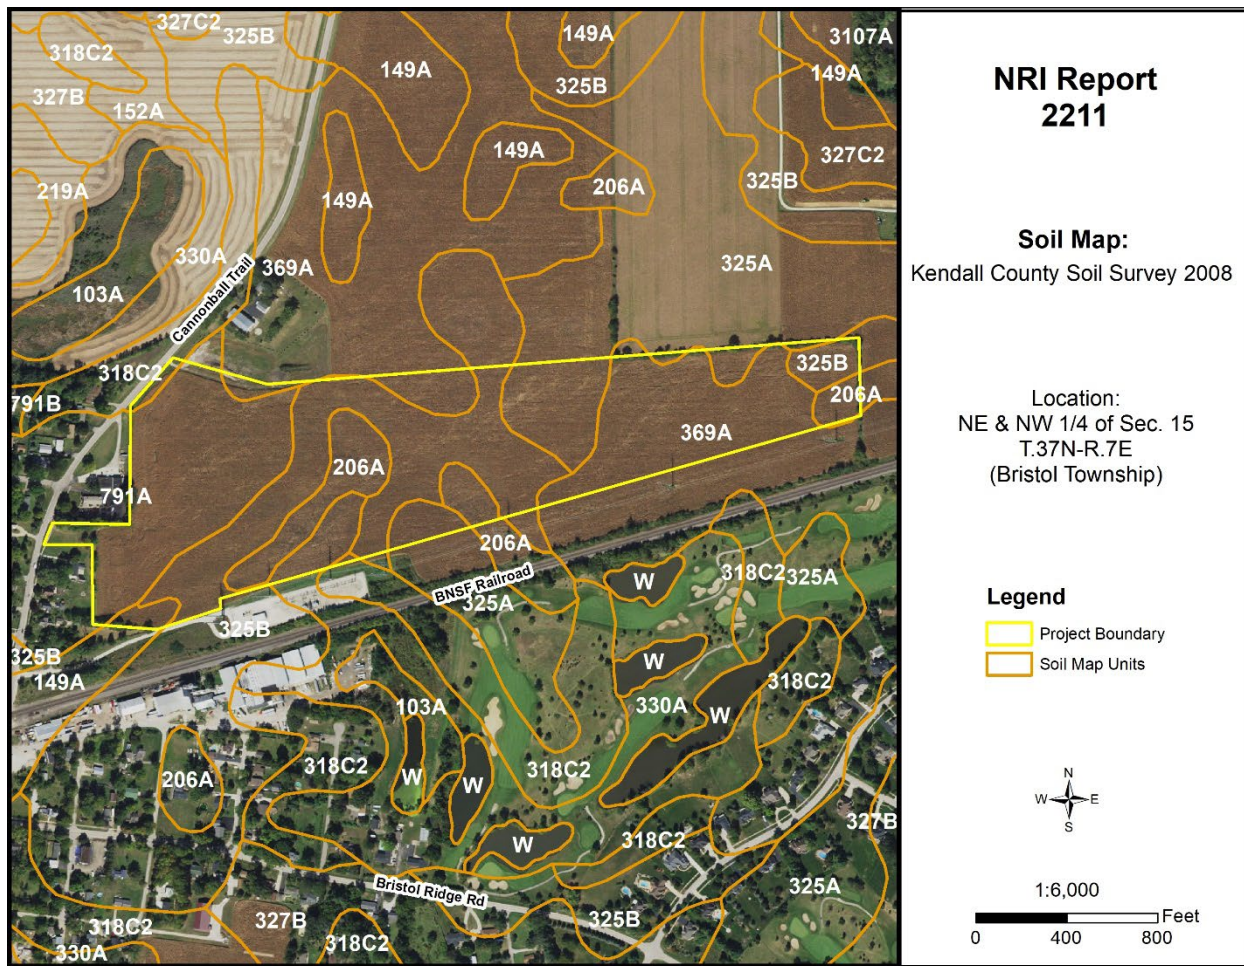 327C2
325B
318C2
149A
149A
3107A
325B
149A
327B
152A
149A
327C2
206A
325B
219A
149A
330A
369A
325A
103A
Cannonball Trail
318C2
325B
791B
206A
369A
206A
791A
206A
318C2
325A
W
BNSF Railroad
325A
325B
325B
149A
W
318C2
103A
330A
W
206A
318C2
318C2
W
W
327B
W
318C2
Bristol Ridge Rd
325A
318C2
327B
325B
318C2
330A
NRI Report
2211
Soil Map:
Kendall County Soil Survey 2008
Location:
NE & NW 1/4 of Sec. 15
T.37N-R.7E
(Bristol Township)
Legend
Project Boundary
Soil Map Units
N
W
E
S
1:6,000
Feet
0
400
800